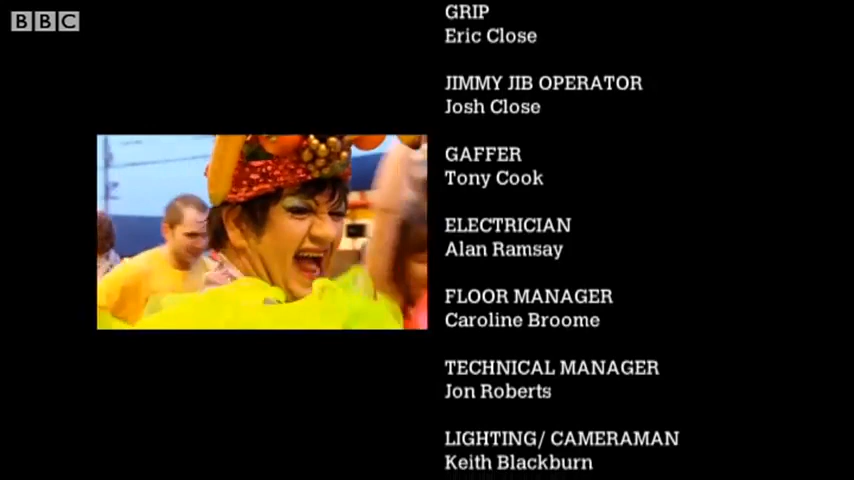 BBC
GRIP
Eric Close
JIMMY JIB OPERATOR
Josh Close
GAFFER
Tony Cook
ELECTRICIAN
Alan Ramsay
FLOOR MANAGER
Caroline Broome
TECHNICAL MANAGER
Jon Roberts
LIGHTING/ CAMERAMAN
Keith Blackburn